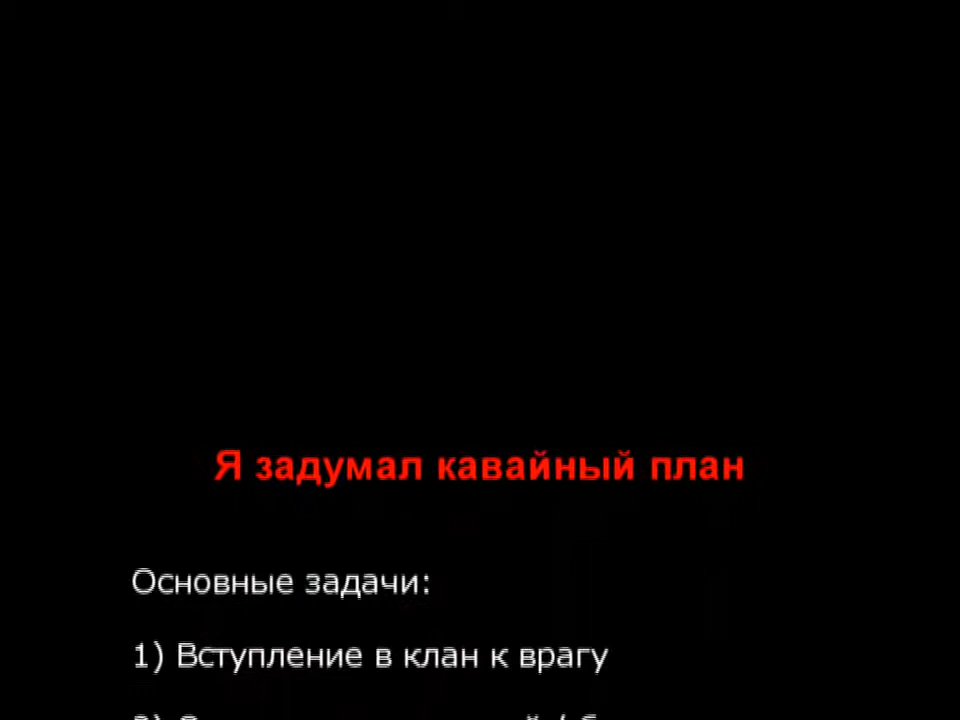 Я задумал кавайный план
Основные задачи:
1) Вступление в клан к врагу